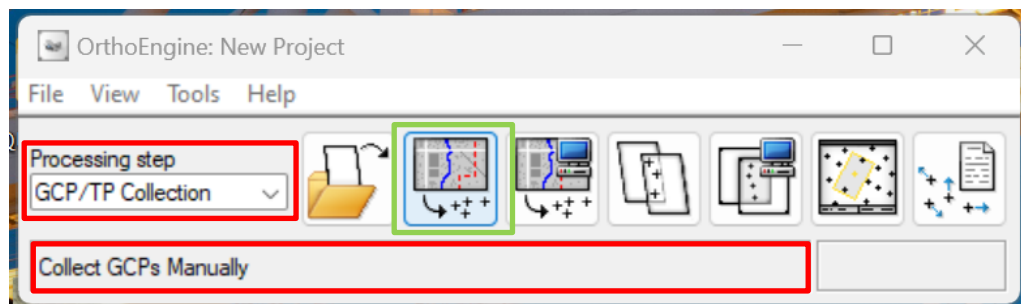 OrthoEngine: New Project
File View Tools Help
Processing step
GCP/TP Collection
Collect GCPs Manually